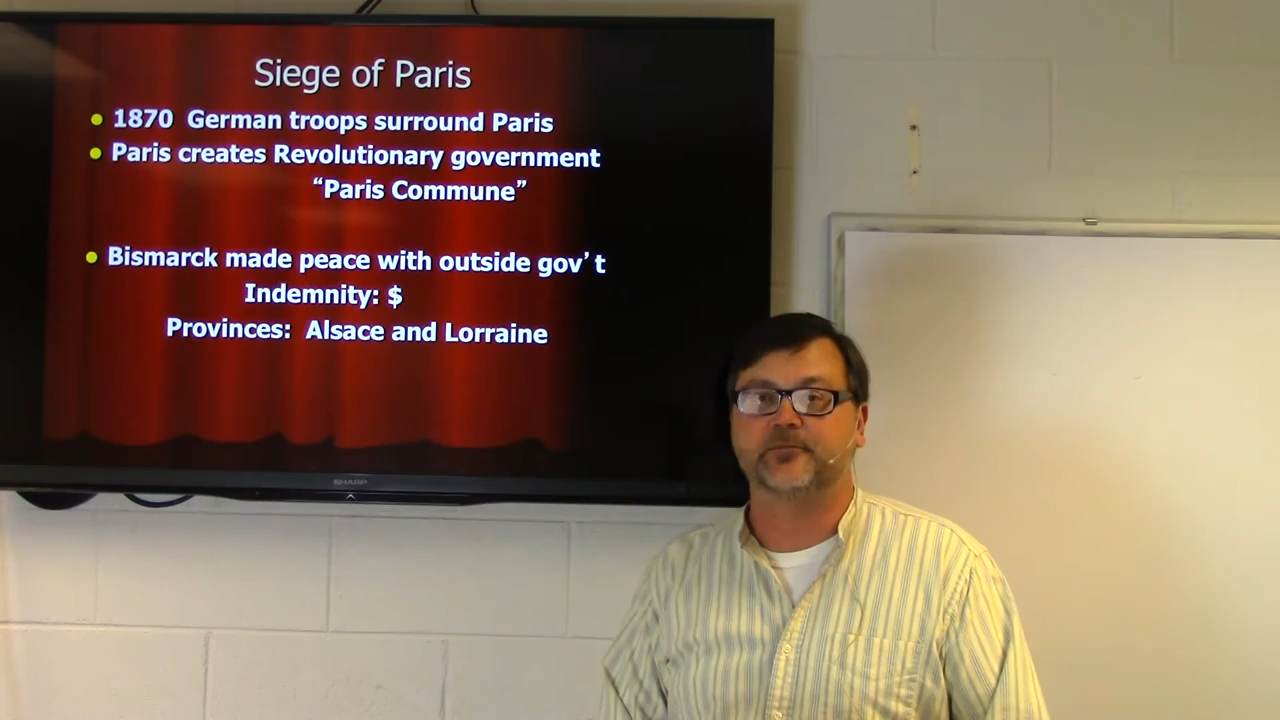 Siege of Paris
• 1870 German troops surround Paris
• Paris creates Revolutionary government
“Paris Commune”
• Bismarck made peace with outside gov’t
Indemnity: $
Provinces: Alsace and Lorraine
SHARP